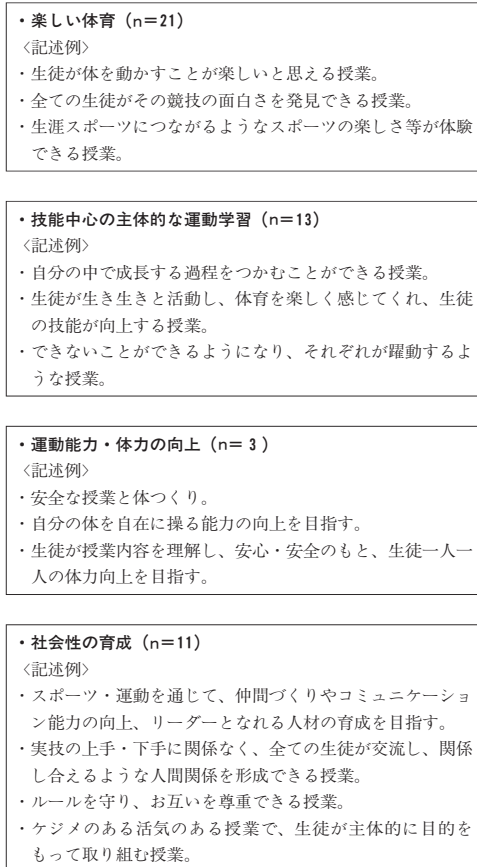 ・楽しい体育（n＝21）
〈記述例〉
・生徒が体を動かすことが楽しいと思える授業。
・全ての生徒がその競技の面白さを発見できる授業。
・生涯スポーツにつながるようなスポーツの楽しさ等が体験
できる授業。
・技能中心の主体的な運動学習（n＝13）
〈記述例〉
・自分の中で成長する過程をつかむことができる授業。
・生徒が生き生きと活動し、体育を楽しく感じてくれ、生徒
の技能が向上する授業。
・できないことができるようになり、それぞれが躍動するよ
うな授業。
・運動能力・体力の向上（n＝ 3 ）
〈記述例〉
・安全な授業と体つくり。
・自分の体を自在に操る能力の向上を目指す。
・生徒が授業内容を理解し、安心・安全のもと、生徒一人一
人の体力向上を目指す。
・社会性の育成（n＝11）
〈記述例〉
・スポーツ・運動を通じて、仲間づくりやコミュニケーショ
ン能力の向上、リーダーとなれる人材の育成を目指す。
・実技の上手・下手に関係なく、全ての生徒が交流し、関係
し合えるような人間関係を形成できる授業。
・ルールを守り、お互いを尊重できる授業。
・ケジメのある活気のある授業で、生徒が主体的に目的を
もって取り組む授業。